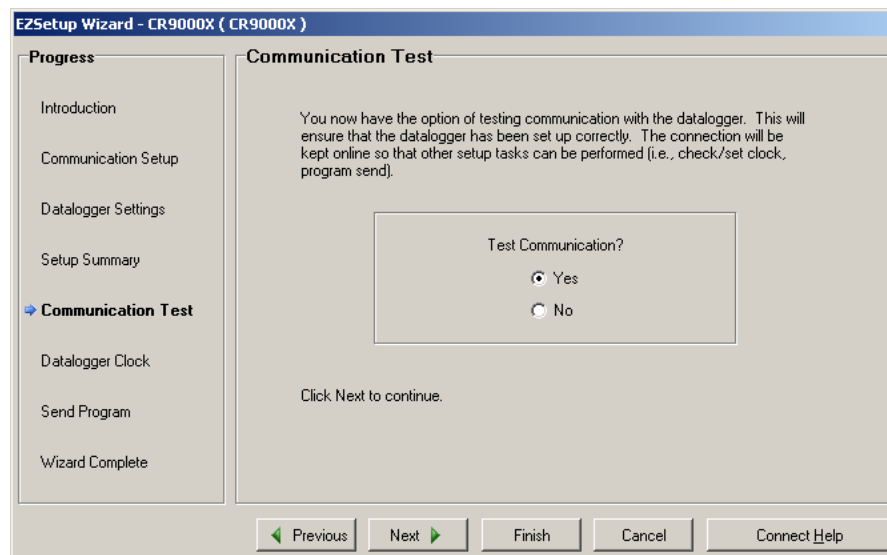 EZSetup Wizard - CR9000X ( CR9000X )
Progress
Introduction
Communication Setup
Datalogger Settings
Setup Summary
Communication Test
Datalogger Clock
Send Program
Wizard Complete
Communication Test
You now have the option of testing communication with the datalogger. This will
ensure that the datalogger has been set up correctly. The connection will be
kept online so that other setup tasks can be performed (i.e., check/set clock,
program send).
Test Communication?
Yes
No
Click Next to continue.
Previous
Next
Finish
Cancel
Connect Help